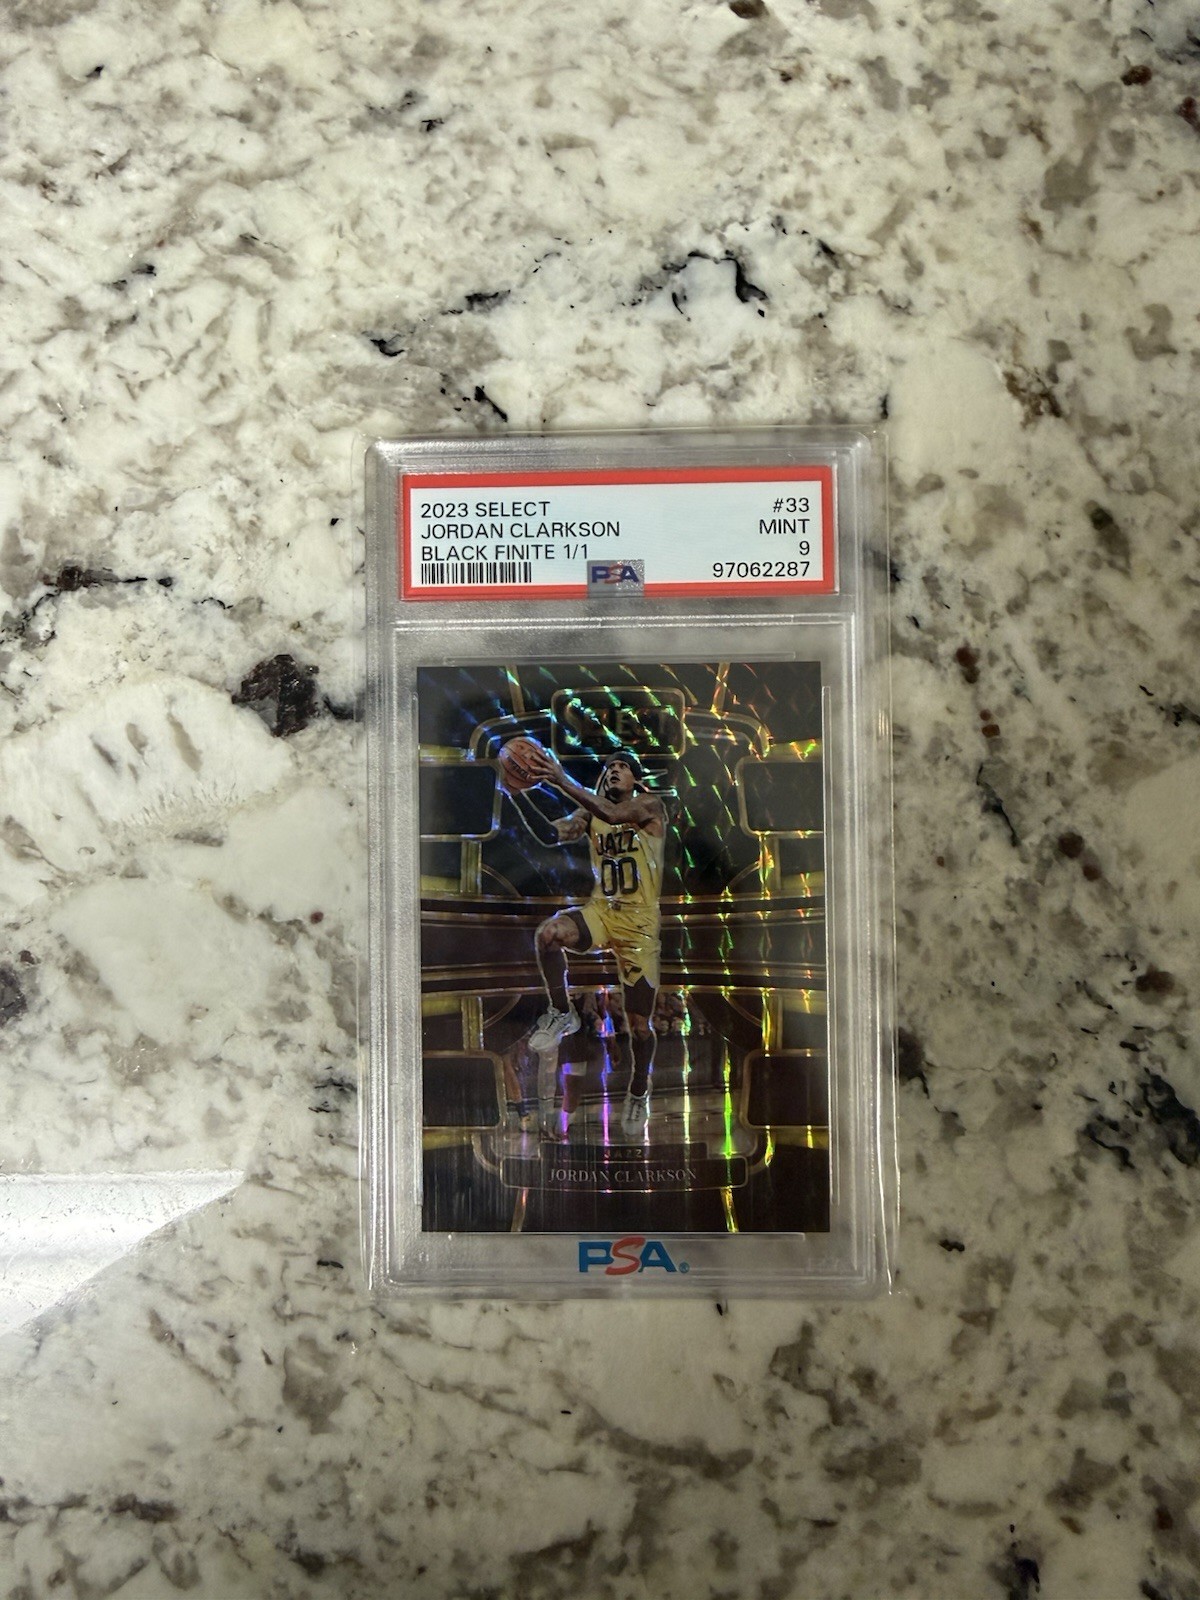 2023 SELECT #33
JORDAN CLARKSON MINT
BLACK FINITE 1/1 9
PSA 97062287
SELECT
JAZZ
00
JAZZ
JORDAN CLARKSON
PSA®